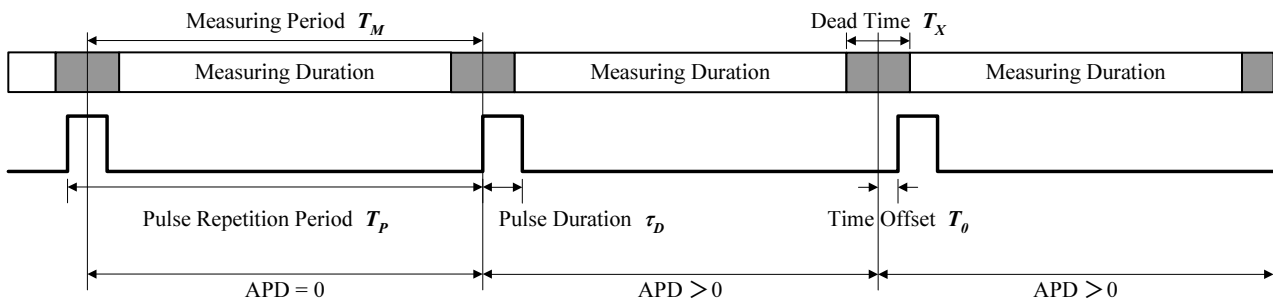 Measuring Period T_M
Dead Time T_X
Measuring Duration
Measuring Duration
Measuring Duration
Pulse Repetition Period T_P
Pulse Duration τ_D
Time Offset T_0
APD = 0
APD > 0
APD > 0